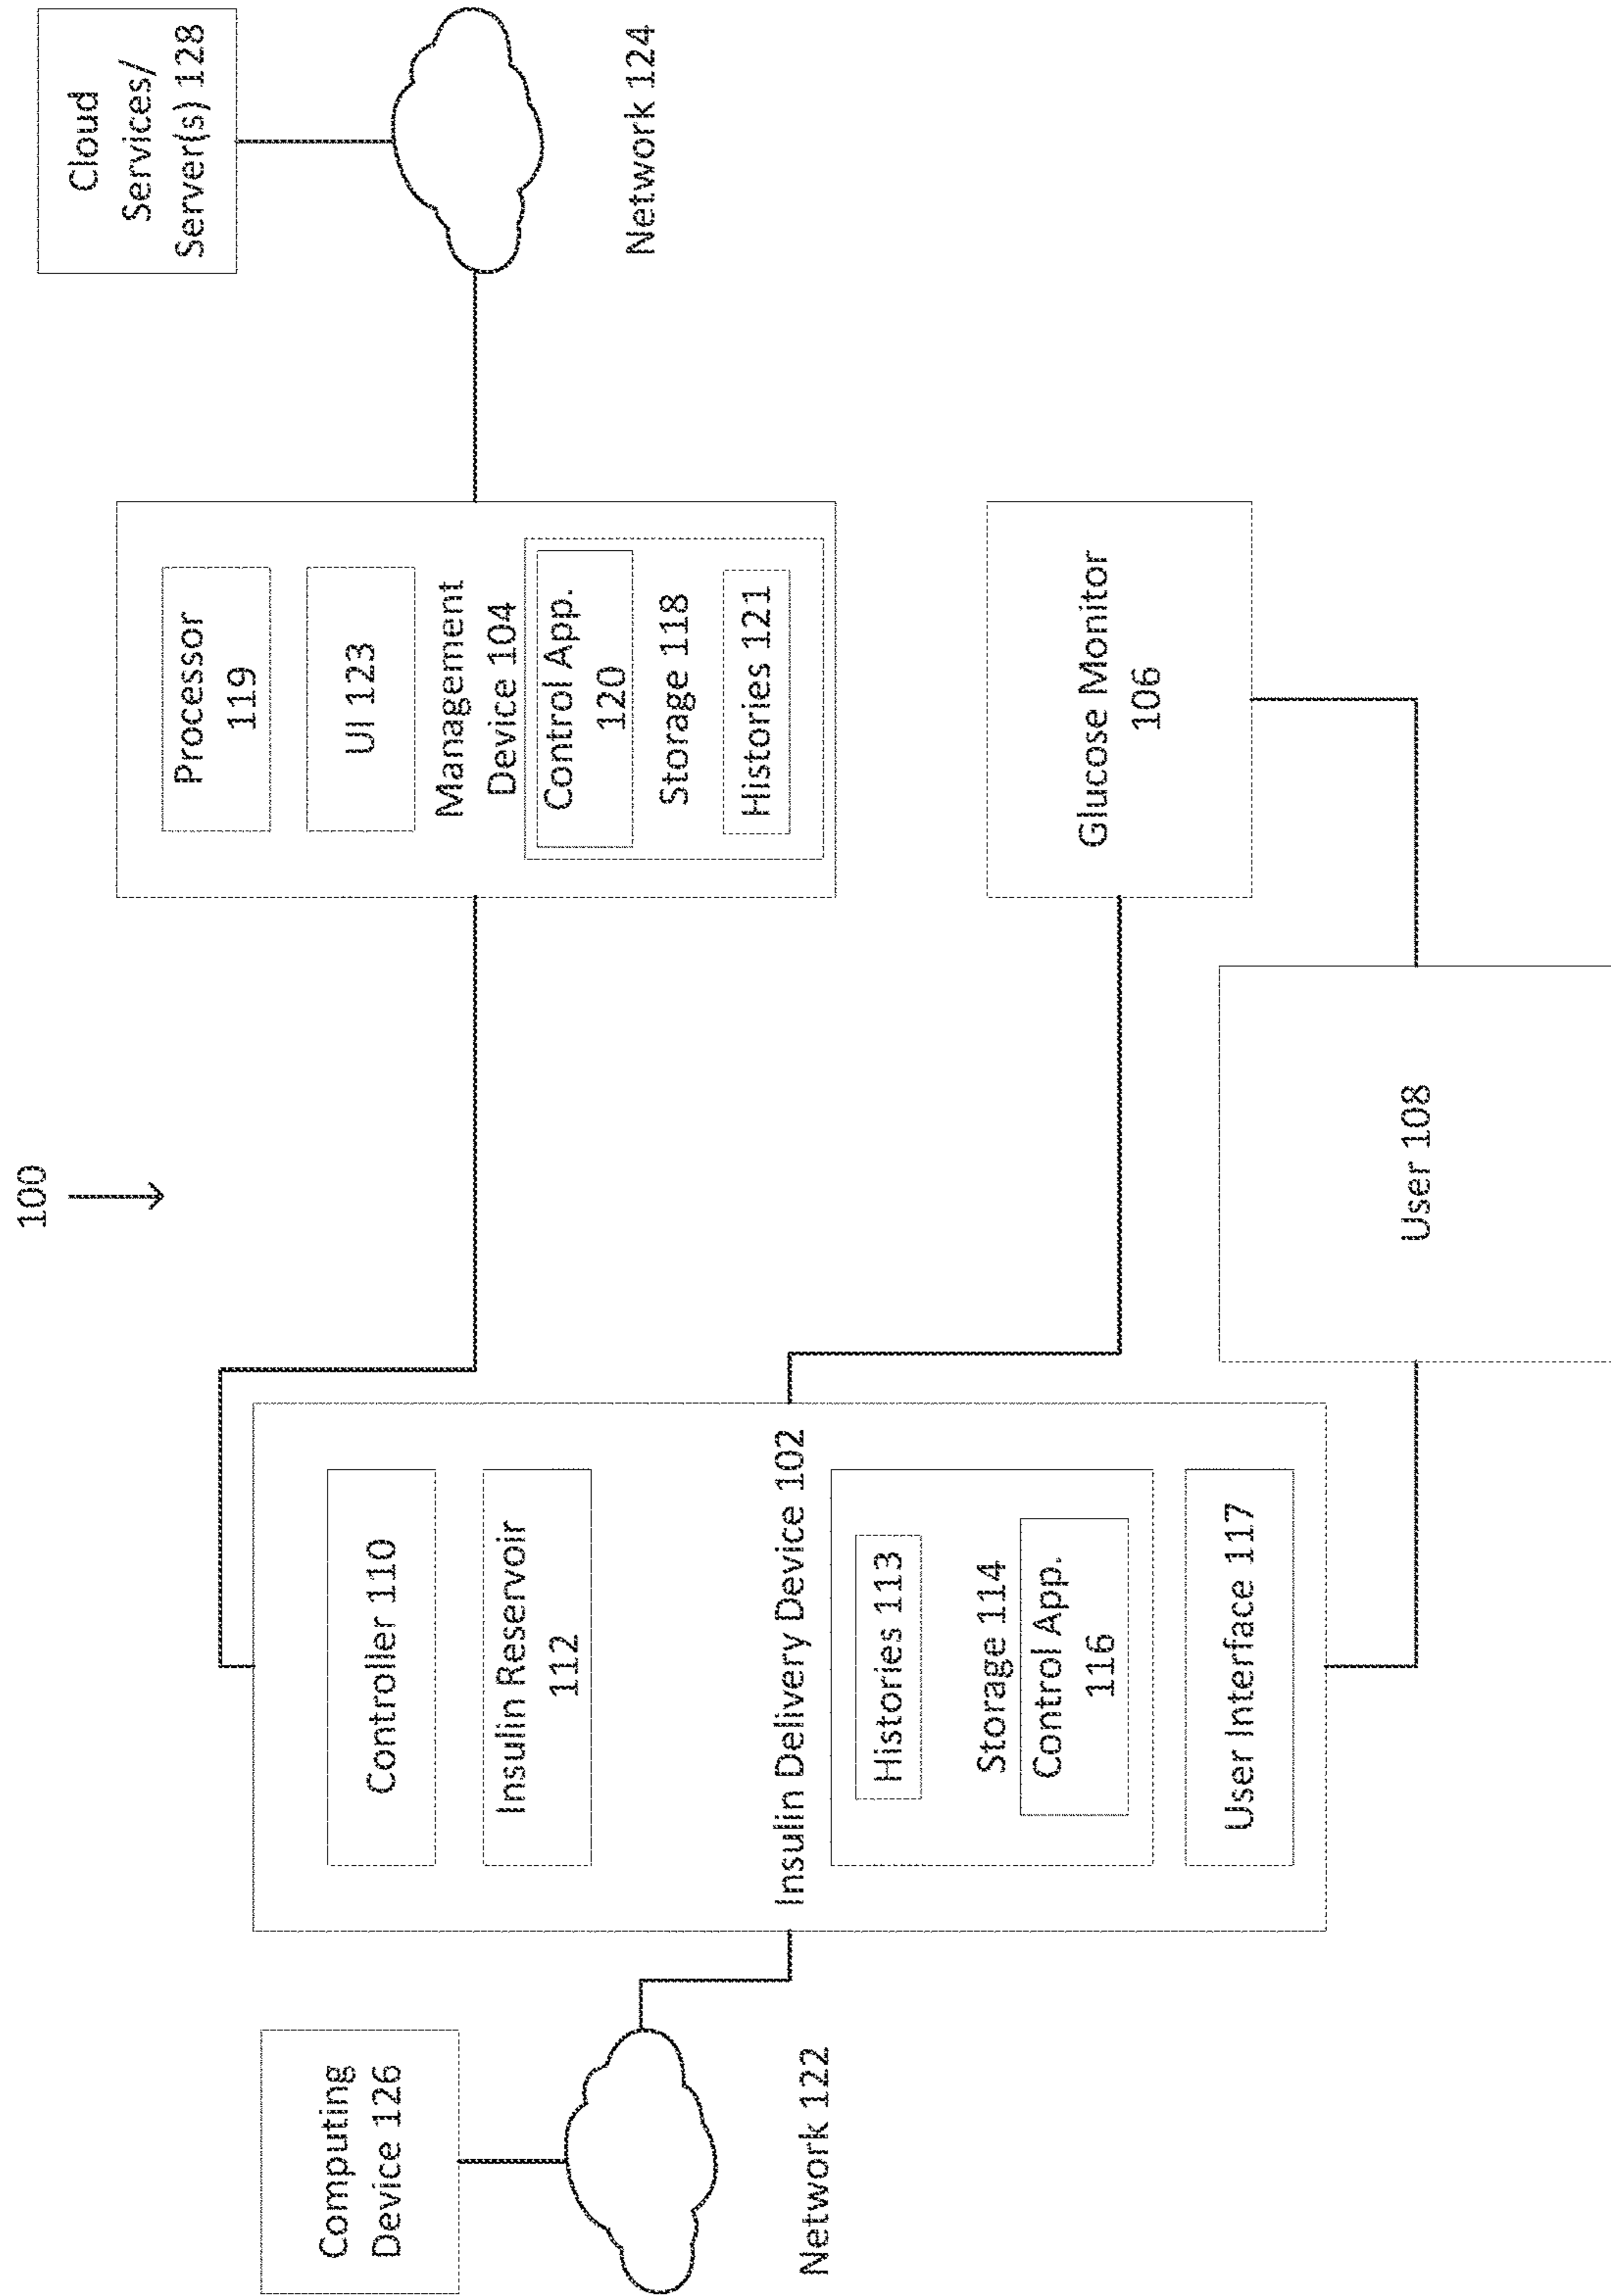 100
Computing
Device 126
Network 122
Controller 110
Insulin Reservoir
112
Insulin Delivery Device 102
Histories 113
Storage 114
Control App.
116
User Interface 117
User 108
Processor
119
UI 123
Management
Device 104
Control App.
120
Storage 118
Histories 121
Glucose Monitor
106
Cloud
Services/
Server(s) 128
Network 124